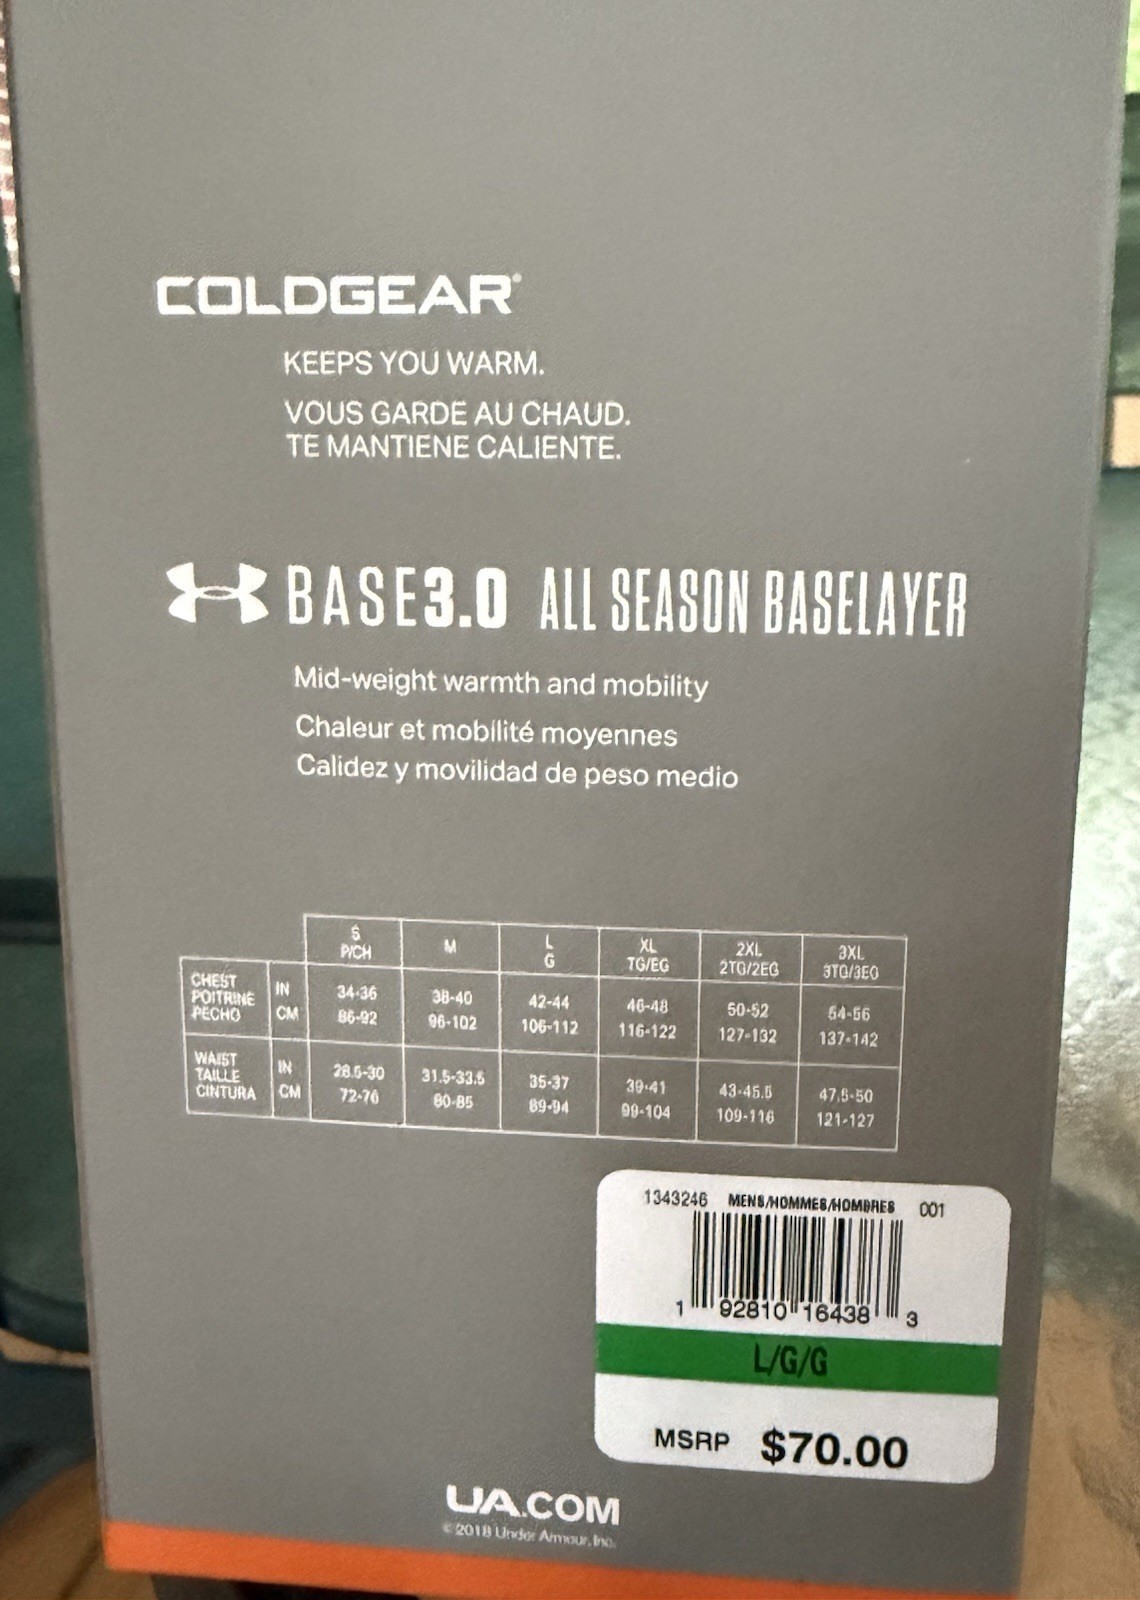 COLDGEAR®
KEEPS YOU WARM.
VOUS GARDE AU CHAUD.
TE MANTIENE CALIENTE.
BASE3.0 ALL SEASON BASELAYER
Mid-weight warmth and mobility
Chaleur et mobilité moyennes
Calidez y movilidad de peso medio
S M L XL 2XL 3XL
P/CH G TG/EG 2TG/2EG 3TG/3EG
CHEST
POITRINE
PECHO
IN 34-36 38-40 42-44 46-48 50-52 54-56
CM 86-92 96-102 106-112 116-122 127-132 137-142
WAIST
TAILLE
CINTURA
IN 28.5-30 31.5-33.5 35-37 39-41 43-45.5 47.5-50
CM 72-76 80-85 89-94 99-104 109-116 121-127
1343246 MENS/HOMMES/HOMBRES 001
1 92810 16438 3
L/G/G
MSRP $70.00
UA.COM
© 2018 Under Armour, Inc.